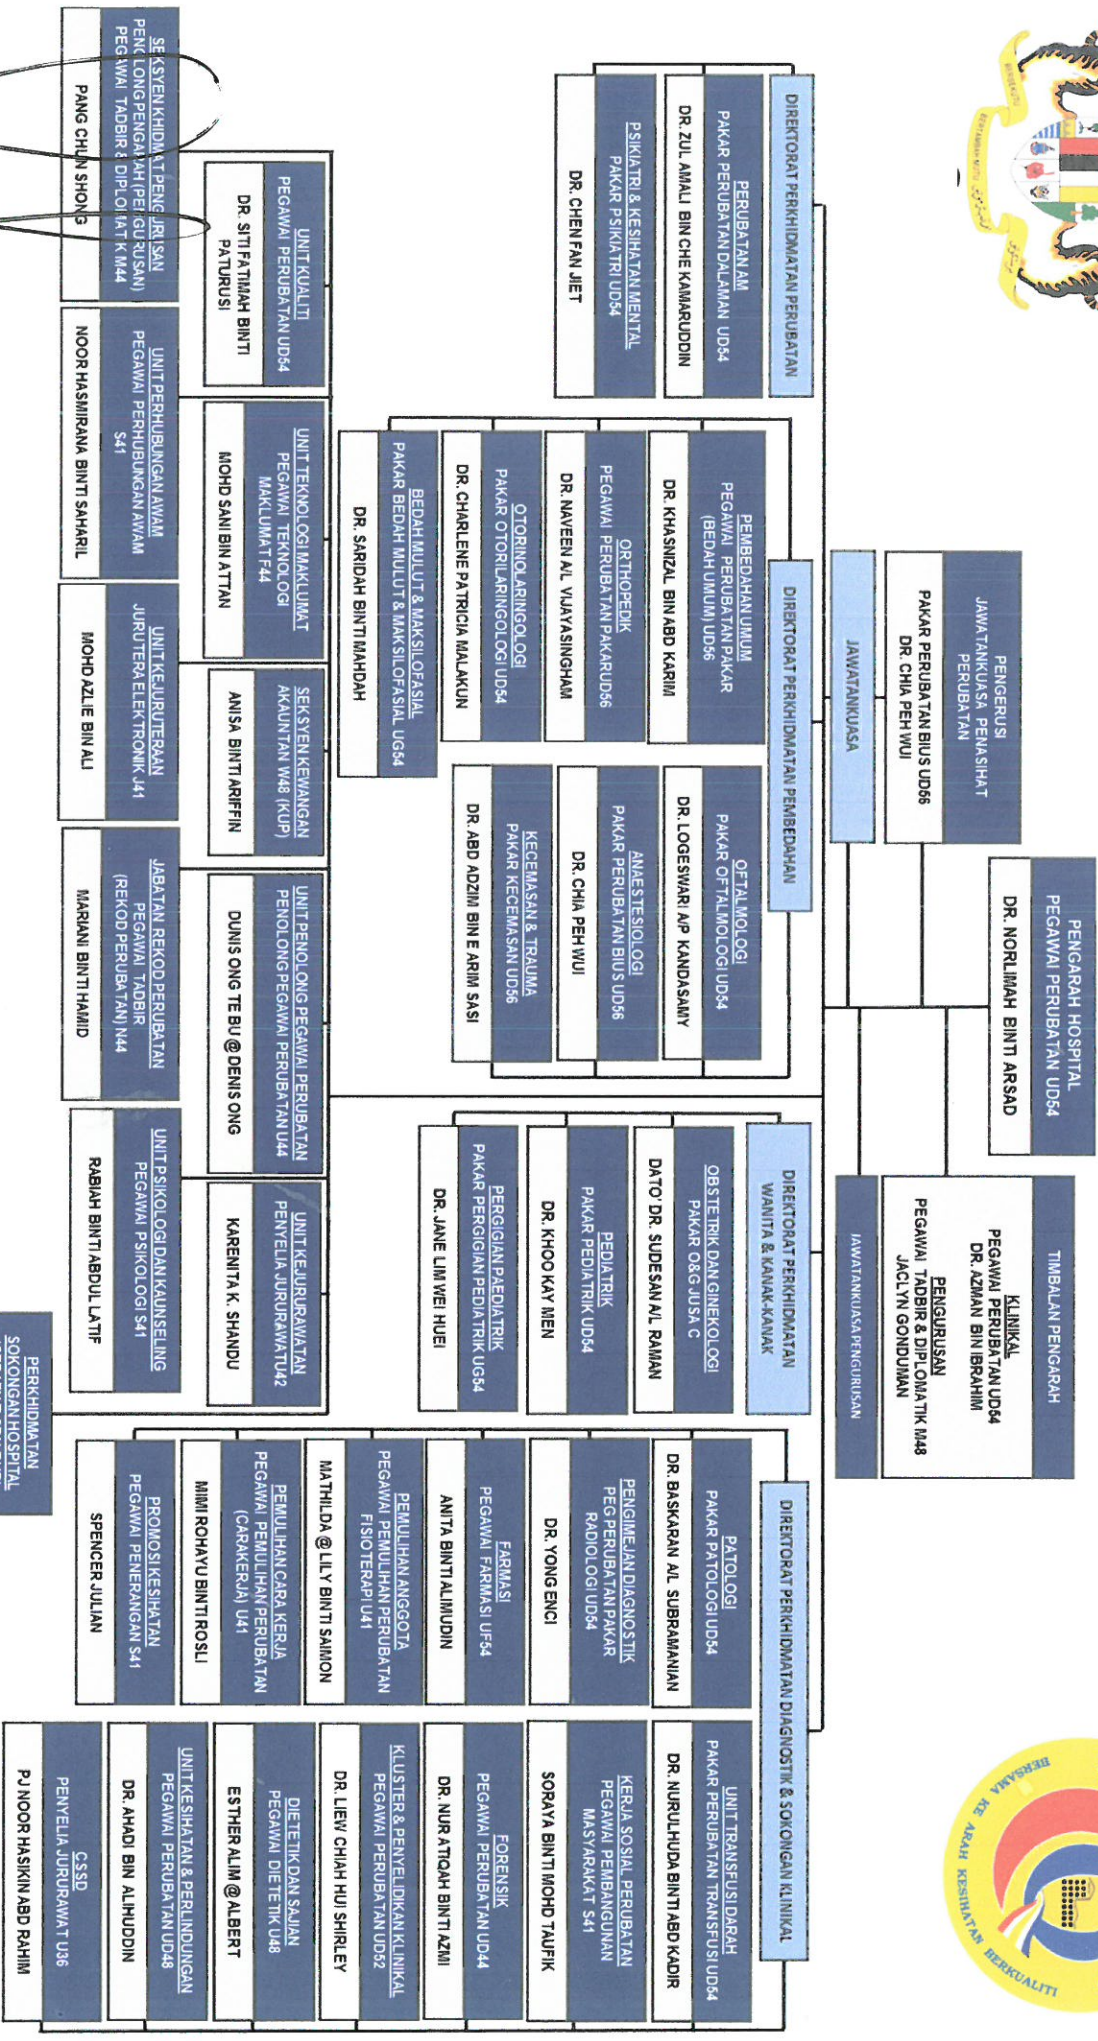 BERSEKUTU
BERTAMBAH MUTU
BERSAMA KE ARAH KESIHATAN BERKUALITI
PENGARAH HOSPITAL
PEGAWAI PERUBATAN UD54
DR. NORLIMAH BINTI ARSAD
PENGERUSI
JAWATANKUASA PENASIHAT
PERUBATAN
PAKAR PERUBATAN BIUS UD56
DR. CHIA PEH WUI
JAWATANKUASA
TIMBALAN PENGARAH
KLINIKAL
PEGAWAI PERUBATAN UD54
DR. AZMAN BIN IBRAHIM
PENGURUSAN
PEGAWAI TADBIR & DIPLOMATIK M48
JACLYN GONDUMAN
JAWATANKUASA PENGURUSAN
DIREKTORAT PERKHIDMATAN PERUBATAN
PERUBATAN AM
PAKAR PERUBATAN DALAMAN UD54
DR. ZUL AMALI BIN CHE KAMARUDDIN
PSIKIATRI & KESIHATAN MENTAL
PAKAR PSIKIATRI UD54
DR. CHEN FAN JIET
DIREKTORAT PERKHIDMATAN PEMBEDAHAN
PEMBEDAHAN UMUM
PEGAWAI PERUBATAN PAKAR
(BEDAH UMUM) UD56
DR. KHASNIZAL BIN ABD KARIM
ORTHOPEDIK
PEGAWAI PERUBATAN PAKAR UD56
DR. NAVEEN A/L VIJAYASINGHAM
OTORINOLARINGOLOGI
PAKAR OTORILARINGOLOGI UD54
DR. CHARLENE PATRICIA MALAKUN
BEDAH MULUT & MAKSILOFASIAL
PAKAR BEDAH MULUT & MAKSILOFASIAL UG54
DR. SARIDAH BINTI MAHDAH
OFTALMOLOGI
PAKAR OFTALMOLOGI UD54
DR. LOGESWARI A/P KANDASAMY
ANAESTESIOLOGI
PAKAR PERUBATAN BIUS UD56
DR. CHIA PEH WUI
KECEMASAN & TRAUMA
PAKAR KECEMASAN UD56
DR. ABD ADZIM BIN E ARIM SASI
DIREKTORAT PERKHIDMATAN
WANITA & KANAK-KANAK
OBSTETRIK DAN GINEKOLOGI
PAKAR O&G JUSA C
DATO' DR. SUDESAN A/L RAMAN
PEDIATRIK
PAKAR PEDIATRIK UD54
DR. KHOO KAY MEN
PERGIGIAN PAEDIATRIK
PAKAR PERGIGIAN PEDIATRIK UG54
DR. JANE LIM WEI HUEI
DIREKTORAT PERKHIDMATAN DIAGNOSTIK & SOKONGAN KLINIKAL
PATOLOGI
PAKAR PATOLOGI UD54
DR. BASKARAN A/L SUBRAMANIAN
PENGIMEJAN DIAGNOSTIK
PEG PERUBATAN PAKAR
RADIOLOGI UD54
DR. YONG ENCI
FARMASI
PEGAWAI FARMASI UF54
ANITA BINTI ALIMUDIN
PEMULIHAN ANGGOTA
PEGAWAI PEMULIHAN PERUBATAN
FISIOTERAPI U41
MATHILDA @ LILY BINTI SAIMON
PEMULIHAN CARA KERJA
PEGAWAI PEMULIHAN PERUBATAN
(CARAKERJA) U41
MIMI ROHAYU BINTI ROSLI
PROMOSI KESIHATAN
PEGAWAI PENERANGAN S41
SPENCER JULIAN
UNIT TRANSFUSI DARAH
PAKAR PERUBATAN TRANSFUSI UD54
DR. NURULHUDA BINTI ABD KADIR
KERJA SOSIAL PERUBATAN
PEGAWAI PEMBANGUNAN
MASYARAKAT S41
SORAYA BINTI MOHD TAUFIK
FORENSIK
PEGAWAI PERUBATAN UD44
DR. NUR ATIQAH BINTI AZMI
KLUSTER & PENYELIDIKAN KLINIKAL
PEGAWAI PERUBATAN UD52
DR. LIEW CHIAH HUI SHIRLEY
DIETETIK DAN SAJIAN
PEGAWAI DIETETIK U48
ESTHER ALIM @ ALBERT
UNIT KESIHATAN & PERLINDUNGAN
PEGAWAI PERUBATAN UD48
DR. AHADI BIN ALIHUDDIN
CSSD
PENYELIA JURURAWAT U36
PJ NOOR HASIKIN ABD RAHIM
UNIT KUALITI
PEGAWAI PERUBATAN UD54
DR. SITI FATIMAH BINTI
PATURUSI
UNIT TEKNOLOGI MAKLUMAT
PEGAWAI TEKNOLOGI
MAKLUMAT F44
MOHD SANI BIN ATTAN
SEKSYEN KEWANGAN
AKAUNTAN W48 (KUP)
ANISA BINTI ARIFFIN
UNIT PENOLONG PEGAWAI PERUBATAN
PENOLONG PEGAWAI PERUBATAN U44
DUNIS ONG TE BU @ DENIS ONG
UNIT KEJURURAWATAN
PENYELIA JURURAWAT U42
KARENITA K. SHANDU
SEKSYEN KHIDMAT PENGURUSAN
PENOLONG PENGARAH (PENGURUSAN)
PEGAWAI TADBIR & DIPLOMATIK M44
PANG CHUN SHONG
UNIT PERHUBUNGAN AWAM
PEGAWAI PERHUBUNGAN AWAM
S41
NOOR HASMIRANA BINTI SAHARIL
UNIT KEJURUTERAAN
JURUTERA ELEKTRONIK J41
MOHD AZLIE BIN ALI
JABATAN REKOD PERUBATAN
PEGAWAI TADBIR
(REKOD PERUBATAN) N44
MARIANI BINTI HAMID
UNIT PSIKOLOGI DAN KAUNSELING
PEGAWAI PSIKOLOGI S41
RABIAH BINTI ABDUL LATIF
PERKHIDMATAN
SOKONGAN HOSPITAL